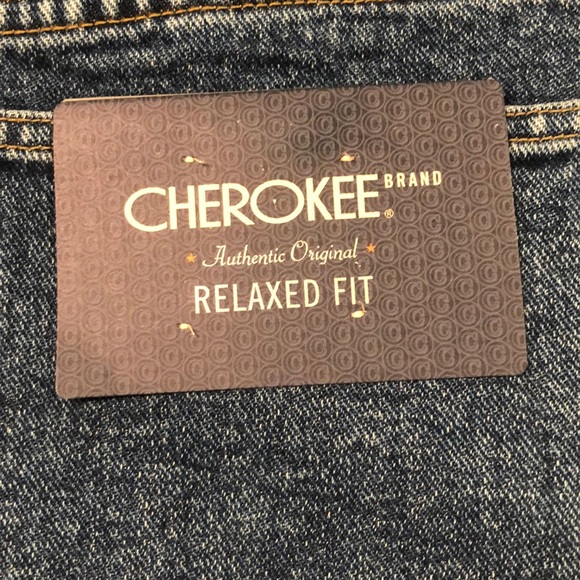 CHEROKEE BRAND ®
Authentic Original
RELAXED FIT